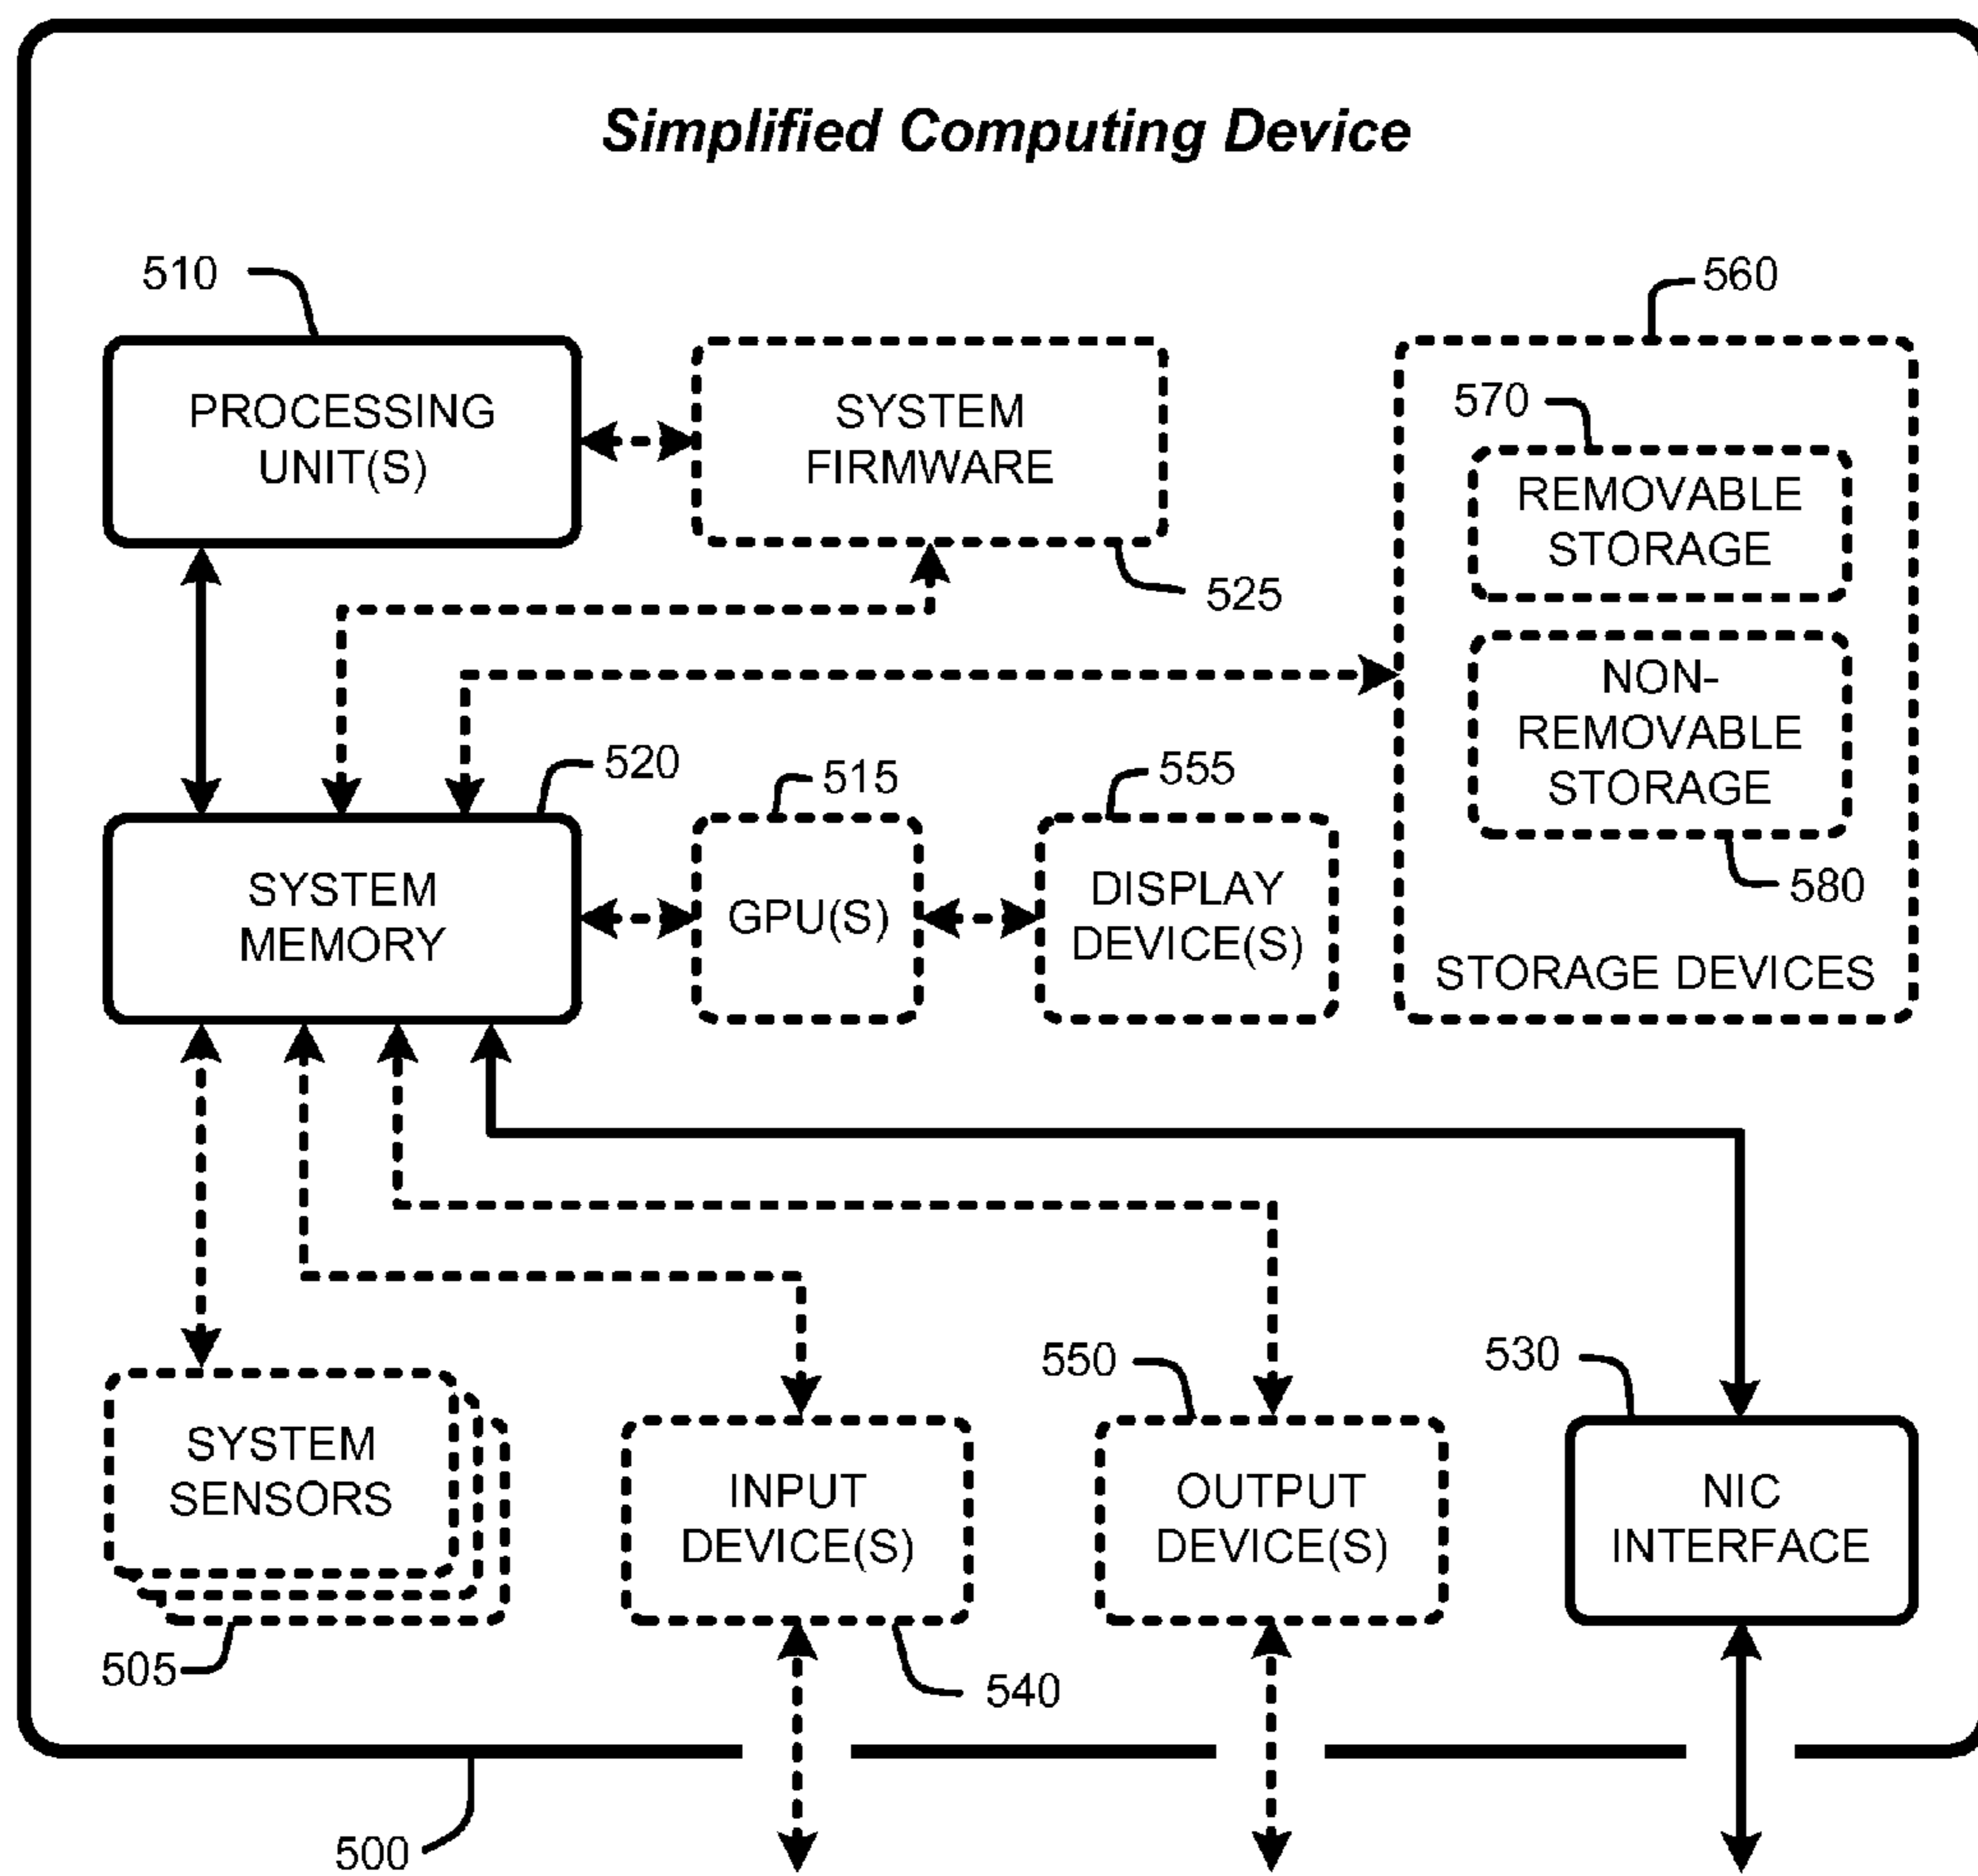 Simplified Computing Device
510
560
PROCESSING
UNIT(S)
SYSTEM
FIRMWARE
570
REMOVABLE
STORAGE
525
NON-
REMOVABLE
STORAGE
520
515
555
580
SYSTEM
MEMORY
GPU(S)
DISPLAY
DEVICE(S)
STORAGE DEVICES
550
530
SYSTEM
SENSORS
INPUT
DEVICE(S)
OUTPUT
DEVICE(S)
NIC
INTERFACE
505
540
500